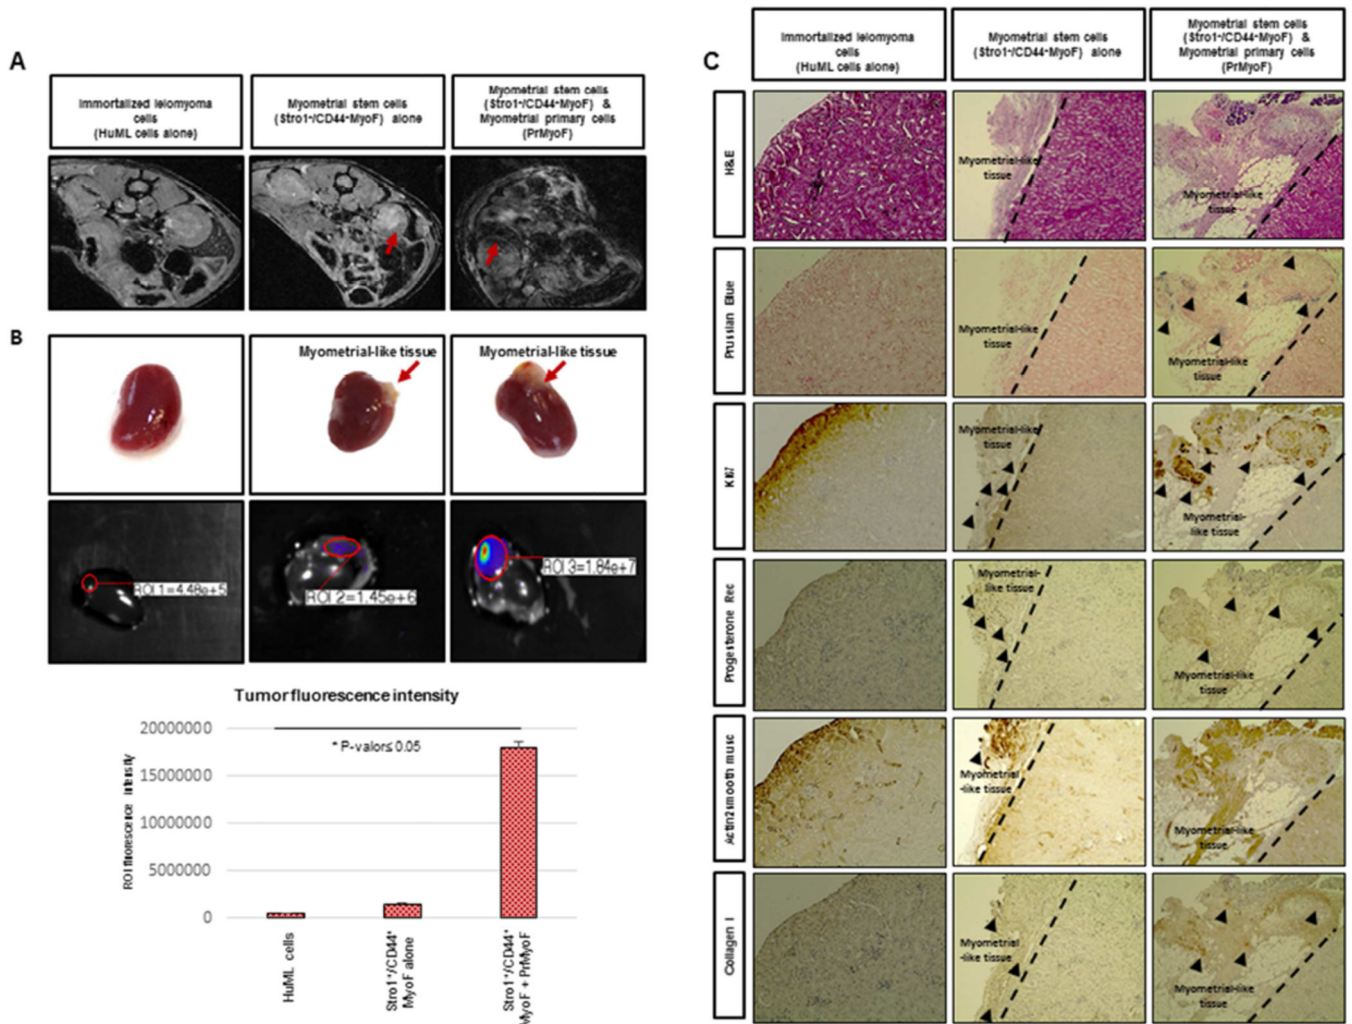 A
Immortalized leiomyoma
cells
(HuML cells alone)
Myometrial stem cells
(Stro1⁺/CD44⁺MyoF) alone
Myometrial stem cells
(Stro1⁺/CD44⁺MyoF) &
Myometrial primary cells
(PrMyoF)
B
Myometrial-like tissue
Myometrial-like tissue
ROI 1=4.48e+5
ROI 2=1.45e+6
ROI 3=1.84e+7
Tumor fluorescence intensity
ROI fluorescence intensity
20000000
15000000
10000000
5000000
0
* P-valor≤ 0.05
HuML cells
Stro1⁺/CD44⁺
MyoF alone
Stro1⁺/CD44⁺
MyoF + PrMyoF
C
Immortalized leiomyoma
cells
(HuML cells alone)
Myometrial stem cells
(Stro1⁺/CD44⁺MyoF) alone
Myometrial stem cells
(Stro1⁺/CD44⁺MyoF) &
Myometrial primary cells
(PrMyoF)
H&E
Myometrial-like
tissue
Myometrial-like
tissue
Prussian Blue
Myometrial-like
tissue
Myometrial-like
tissue
Ki67
Myometrial-like
tissue
Myometrial-
like tissue
Progesterone Rec
Myometrial-
like tissue
Myometrial-like
tissue
Actin2smooth musc
Myometrial
-like tissue
Myometrial-like
tissue
Collagen I
Myometrial
-like tissue
Myometrial-like
tissue